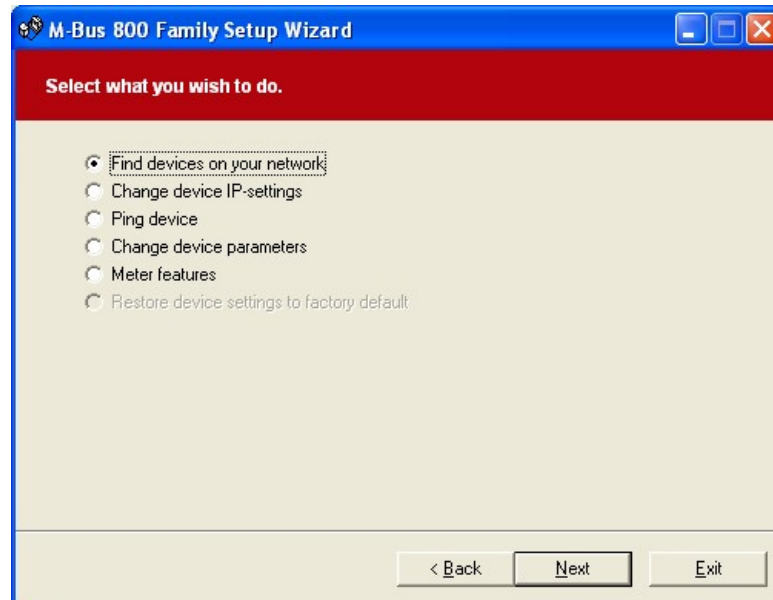 M-Bus 800 Family Setup Wizard
Select what you wish to do.
Find devices on your network
Change device IP-settings
Ping device
Change device parameters
Meter features
Restore device settings to factory default
< Back Next Exit